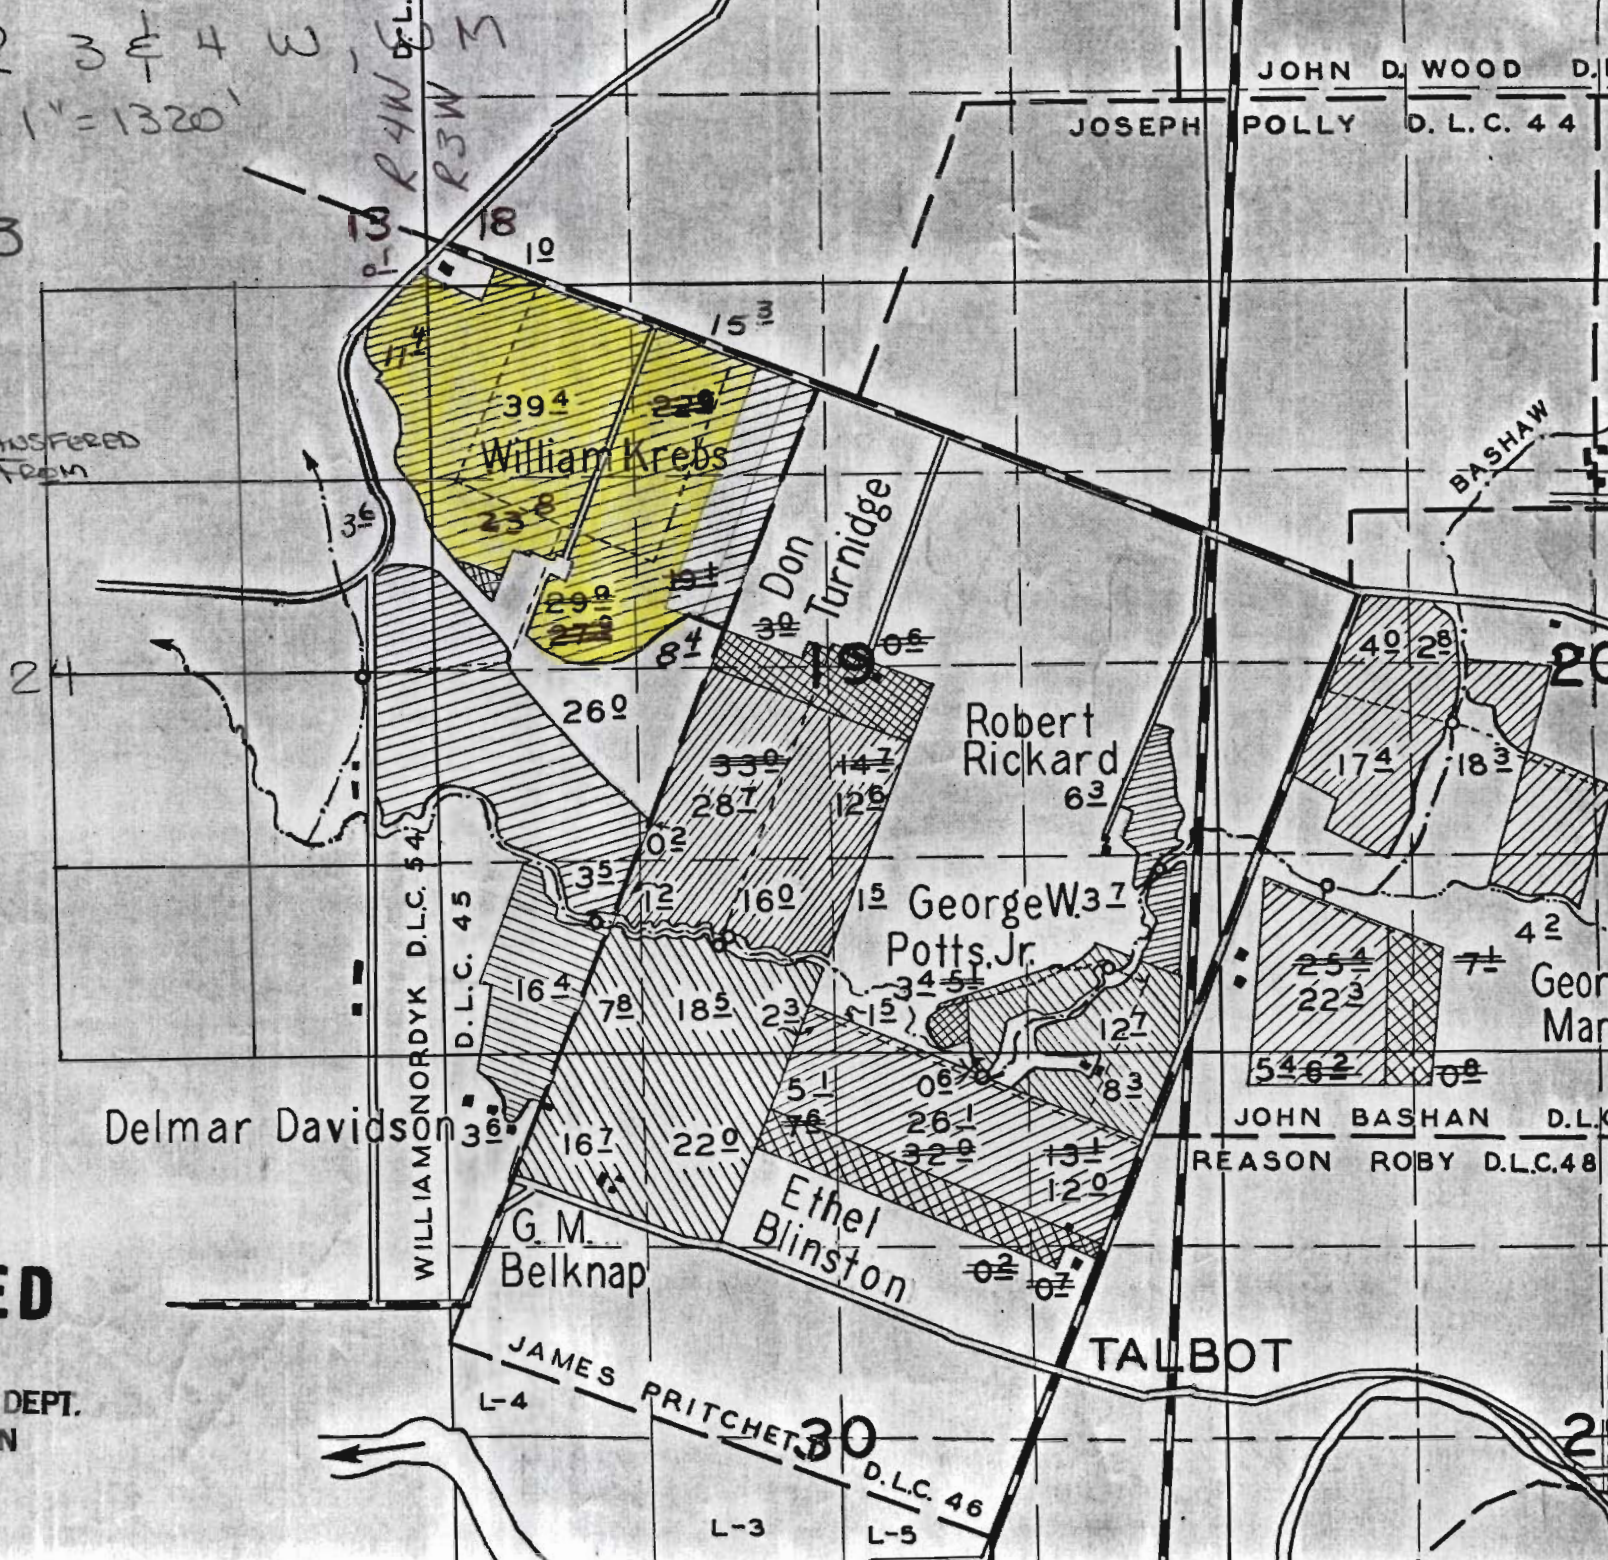 3 & 4 W, WM
1" = 1320'
D.L.
R4W
R3W
JOHN D. WOOD
JOSEPH POLLY D.L.C. 44
13
18
1 0
15 3
17 4
39 4
William Krebs
23 8
FROM
3 6
BASHAW
Don
Turnidge
29 9
3 0
0 6
8 4
19
4 0
2 8
20
24
26 0
Robert
Rickard
6 3
33 0
14 7
28 7
12 6
17 4
18 3
0 2
3 5
1 2
16 0
1 5
George W. 3 7
Potts, Jr.
3 4
5 1
4 2
25 4
22 3
7 1
Geor
Mar
WILLIAM NORDYK D.L.C. 54
D.L.C. 45
16 4
7 8
18 5
2 3
1 5
12 7
5 1
0 6
8 3
5 4
6 2
0 8
7 6
26 1
32 0
13 1
12 0
JOHN BASHAN D.L.C
REASON ROBY D.L.C. 48
Delmar Davidson 3 6
16 7
22 0
Ethel
Blinston
0 2
0 7
G. M.
Belknap
ED
TALBOT
JAMES PRITCHETT
D.L.C. 46
L-4
DEPT.
N
30
2
L-3
L-5